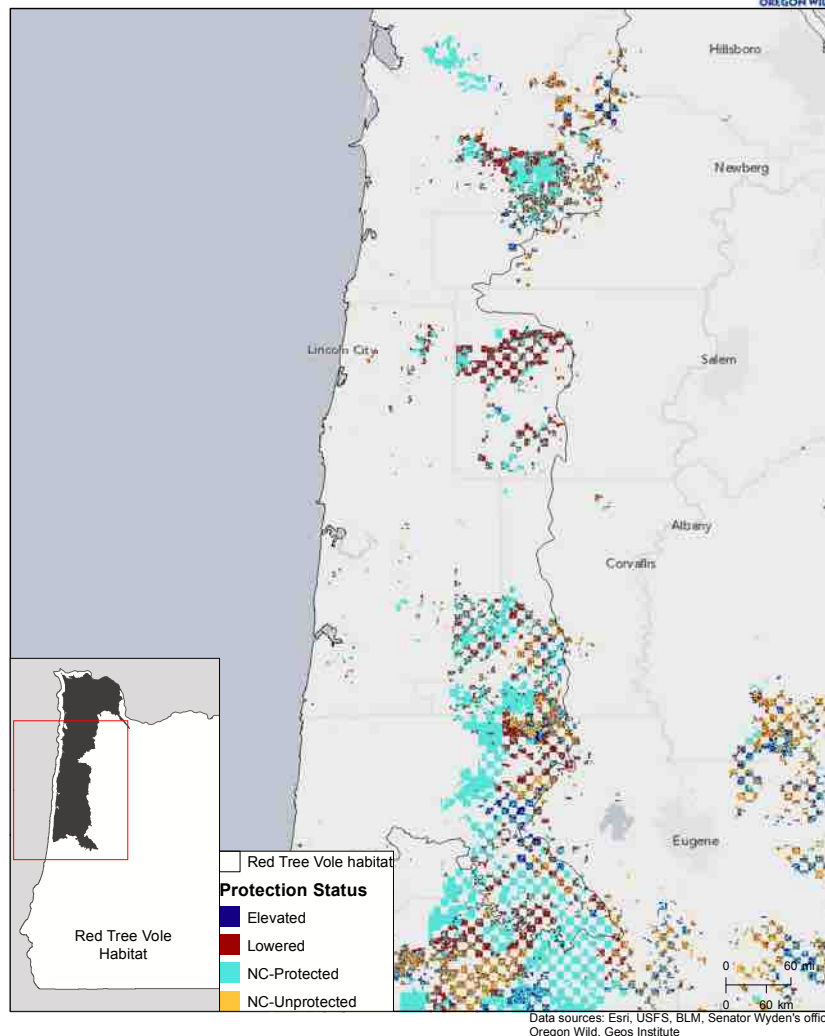 OREGON WIL
Hillsboro
Newberg
Lincoln City
Salem
Albany
Corvallis
Eugene
Red Tree Vole habitat
Protection Status
Elevated
Lowered
NC-Protected
NC-Unprotected
Red Tree Vole
Habitat
0 60 mi
0 60 km
Data sources: Esri, USFS, BLM, Senator Wyden's offic
Oregon Wild, Geos Institute